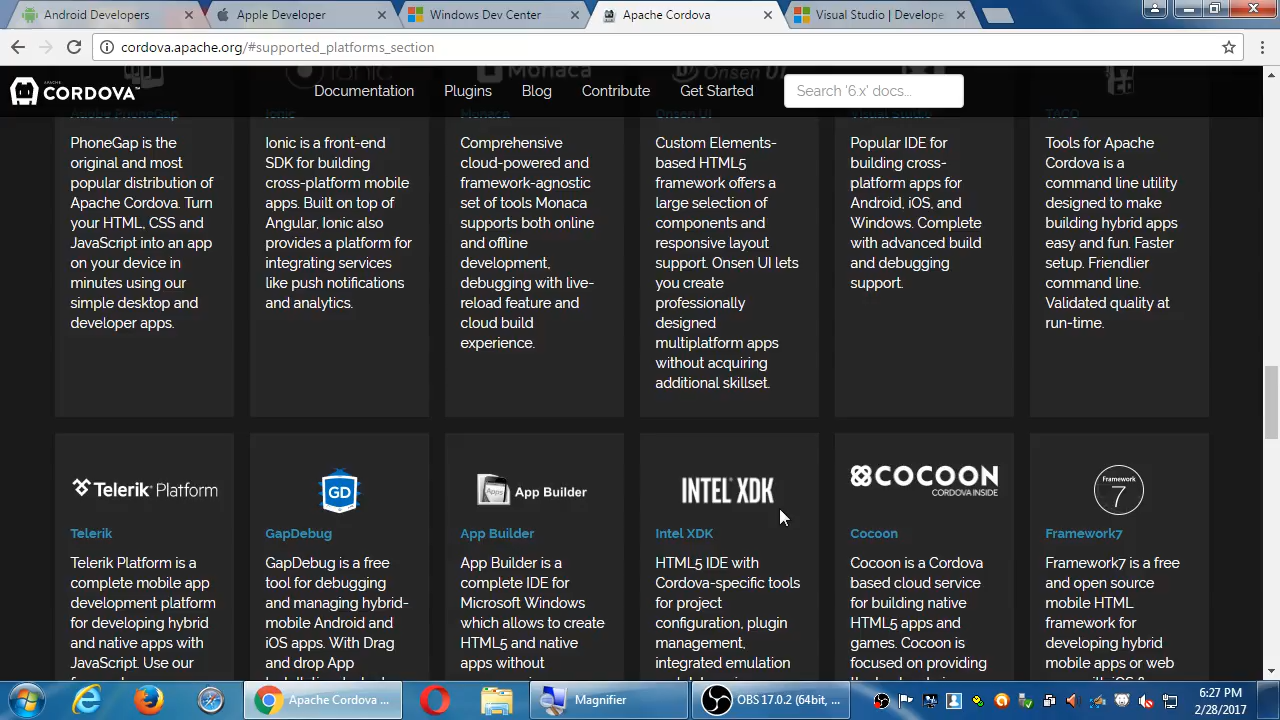 Android Developers
Apple Developer
Windows Dev Center
Apache Cordova
Visual Studio | Develope
cordova.apache.org/#supported_platforms_section
APACHE
CORDOVA™
Documentation
Plugins
Blog
Contribute
Get Started
Search '6.x' docs...
Ionic
Monaca
Onsen UI
Adobe PhoneGap
Ionic
Monaca
Onsen UI
Visual Studio
TACO
PhoneGap is the
original and most
popular distribution of
Apache Cordova. Turn
your HTML, CSS and
JavaScript into an app
on your device in
minutes using our
simple desktop and
developer apps.
Ionic is a front-end
SDK for building
cross-platform mobile
apps. Built on top of
Angular, Ionic also
provides a platform for
integrating services
like push notifications
and analytics.
Comprehensive
cloud-powered and
framework-agnostic
set of tools Monaca
supports both online
and offline
development,
debugging with live-
reload feature and
cloud build
experience.
Custom Elements-
based HTML5
framework offers a
large selection of
components and
responsive layout
support. Onsen UI lets
you create
professionally
designed
multiplatform apps
without acquiring
additional skillset.
Popular IDE for
building cross-
platform apps for
Android, iOS, and
Windows. Complete
with advanced build
and debugging
support.
Tools for Apache
Cordova is a
command line utility
designed to make
building hybrid apps
easy and fun. Faster
setup. Friendlier
command line.
Validated quality at
run-time.
Telerik Platform
Telerik
Telerik Platform is a
complete mobile app
development platform
for developing hybrid
and native apps with
JavaScript. Use our
GD
GapDebug
GapDebug is a free
tool for debugging
and managing hybrid-
mobile Android and
iOS apps. With Drag
and drop App
Apps
App Builder
App Builder
App Builder is a
complete IDE for
Microsoft Windows
which allows to create
HTML5 and native
apps without
INTEL® XDK
Intel XDK
HTML5 IDE with
Cordova-specific tools
for project
configuration, plugin
management,
integrated emulation
COCOON
CORDOVA INSIDE
Cocoon
Cocoon is a Cordova
based cloud service
for building native
HTML5 apps and
games. Cocoon is
focused on providing
Framework
7
Framework7
Framework7 is a free
and open source
mobile HTML
framework for
developing hybrid
mobile apps or web
Apache Cordova ...
Magnifier
OBS 17.0.2 (64bit, ...
6:27 PM
2/28/2017